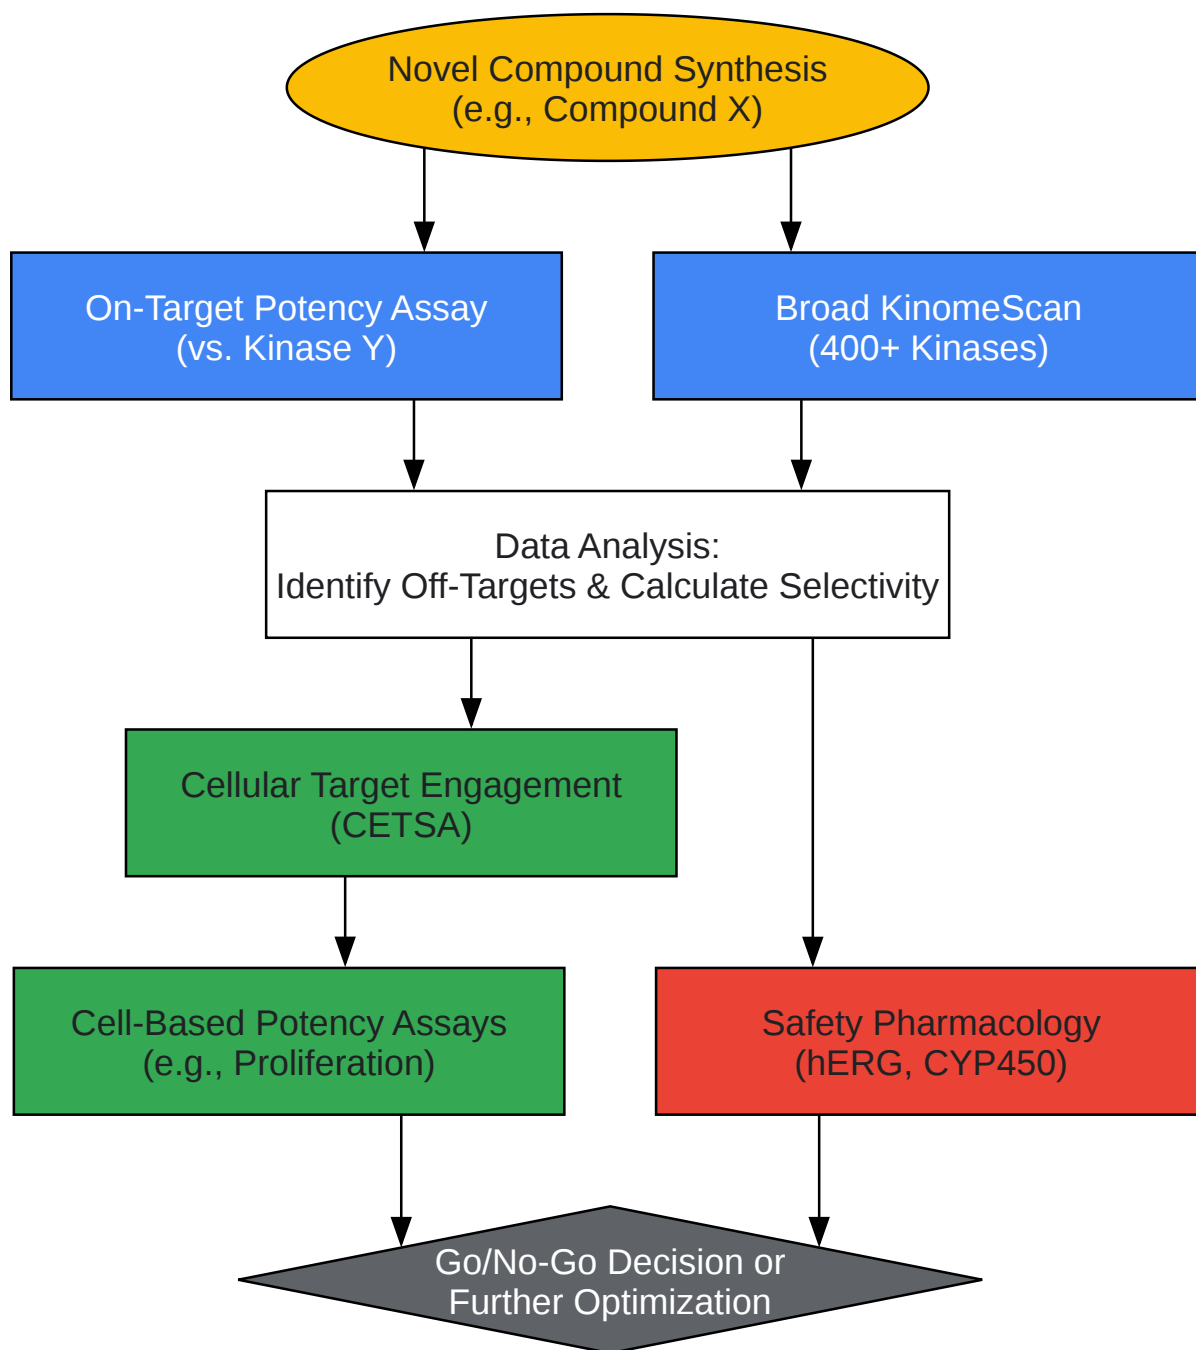 Novel Compound Synthesis
(e.g., Compound X)
On-Target Potency Assay
(vs. Kinase Y)
Broad KinomeScan
(400+ Kinases)
Data Analysis:
Identify Off-Targets & Calculate Selectivity
Cellular Target Engagement
(CETSA)
Cell-Based Potency Assays
(e.g., Proliferation)
Safety Pharmacology
(hERG, CYP450)
Go/No-Go Decision or
Further Optimization